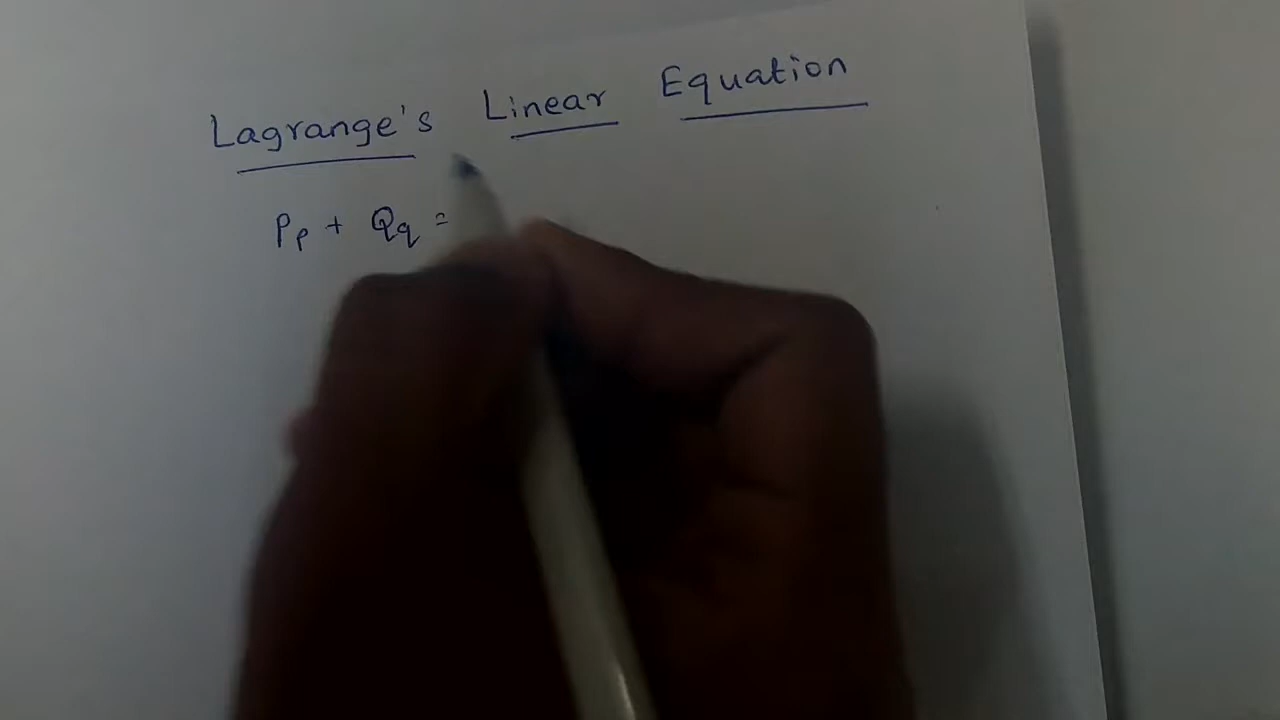 Lagrange's Linear Equation
Pp + Qq =